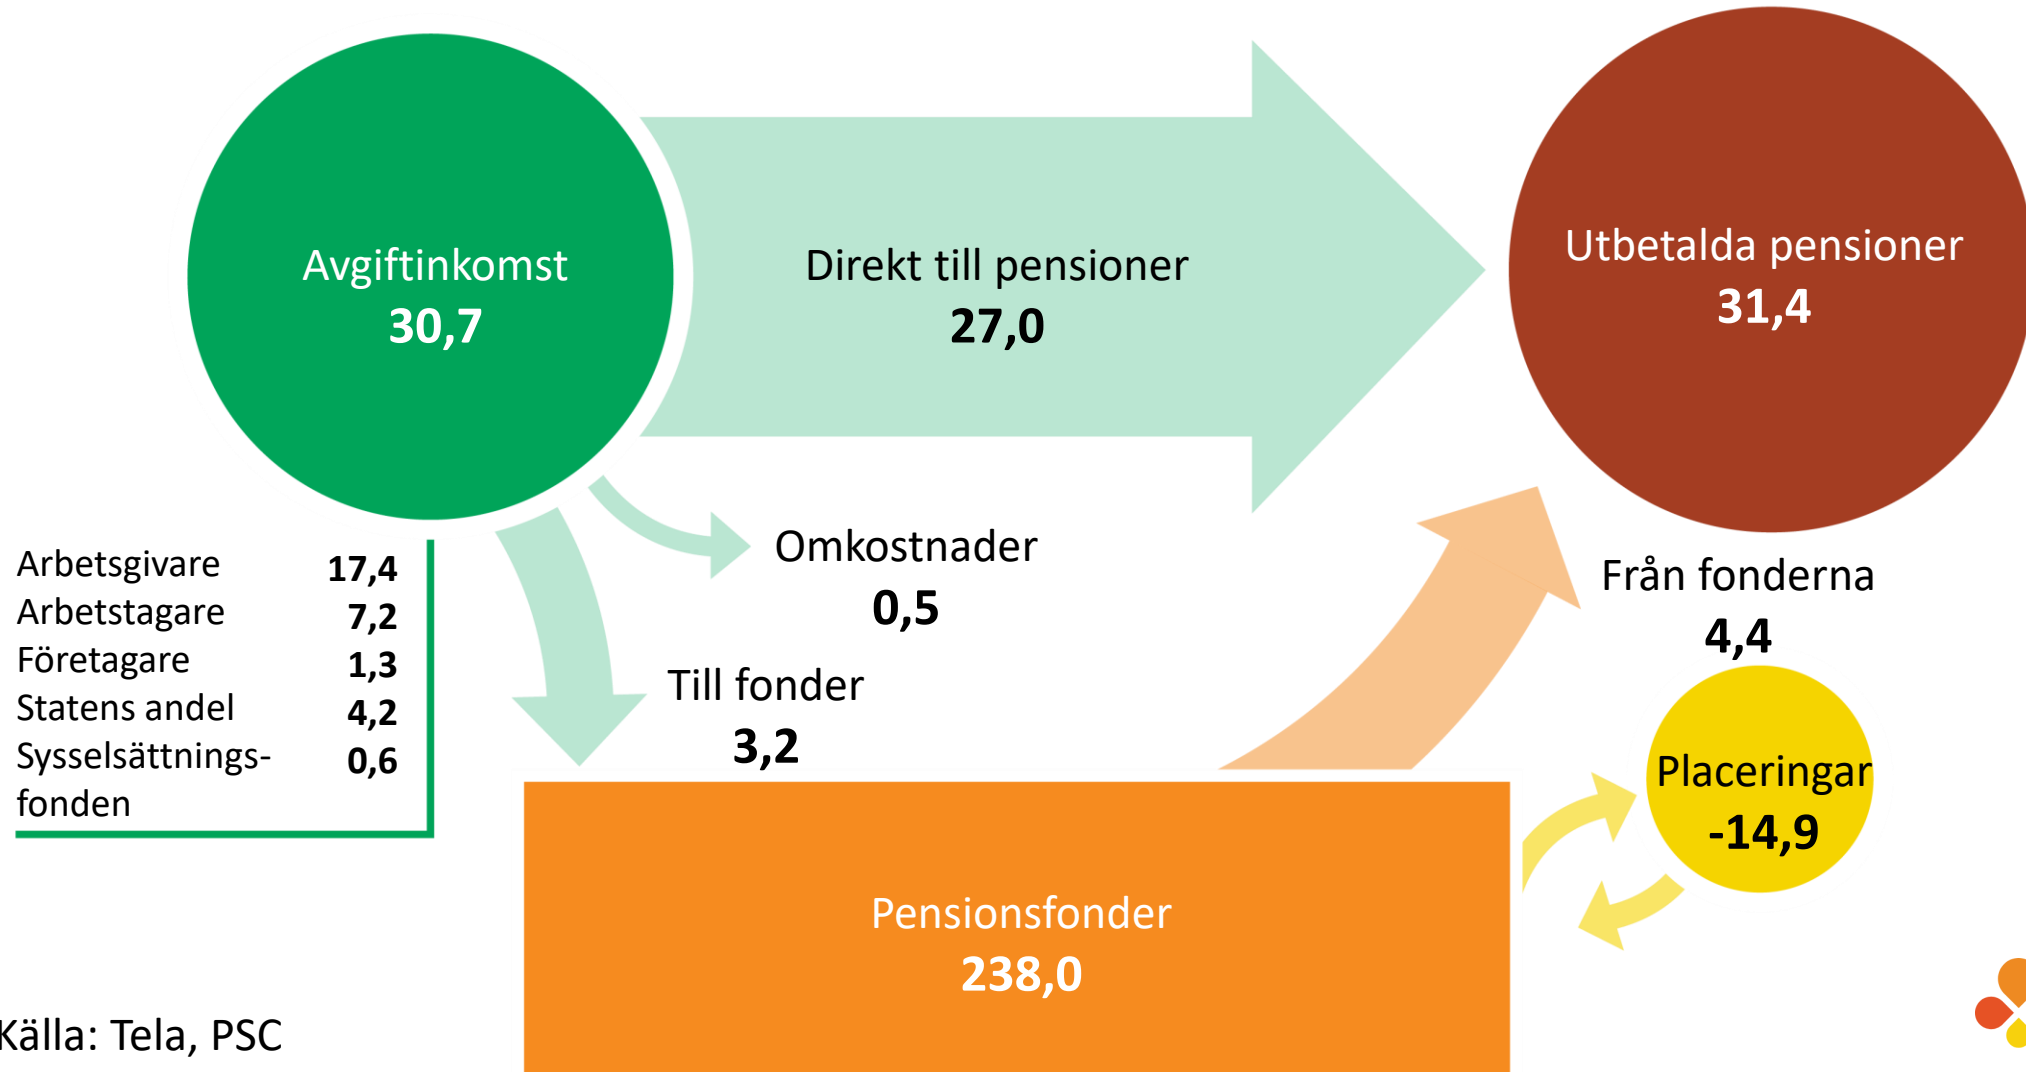 Avgiftinkomst
30,7
Direkt till pensioner
27,0
Utbetalda pensioner
31,4
Arbetsgivare 17,4
Arbetstagare 7,2
Företagare 1,3
Statens andel 4,2
Sysselsättnings- 0,6
fonden
Omkostnader
0,5
Till fonder
3,2
Från fonderna
4,4
Placeringar
-14,9
Pensionsfonder
238,0
Källa: Tela, PSC